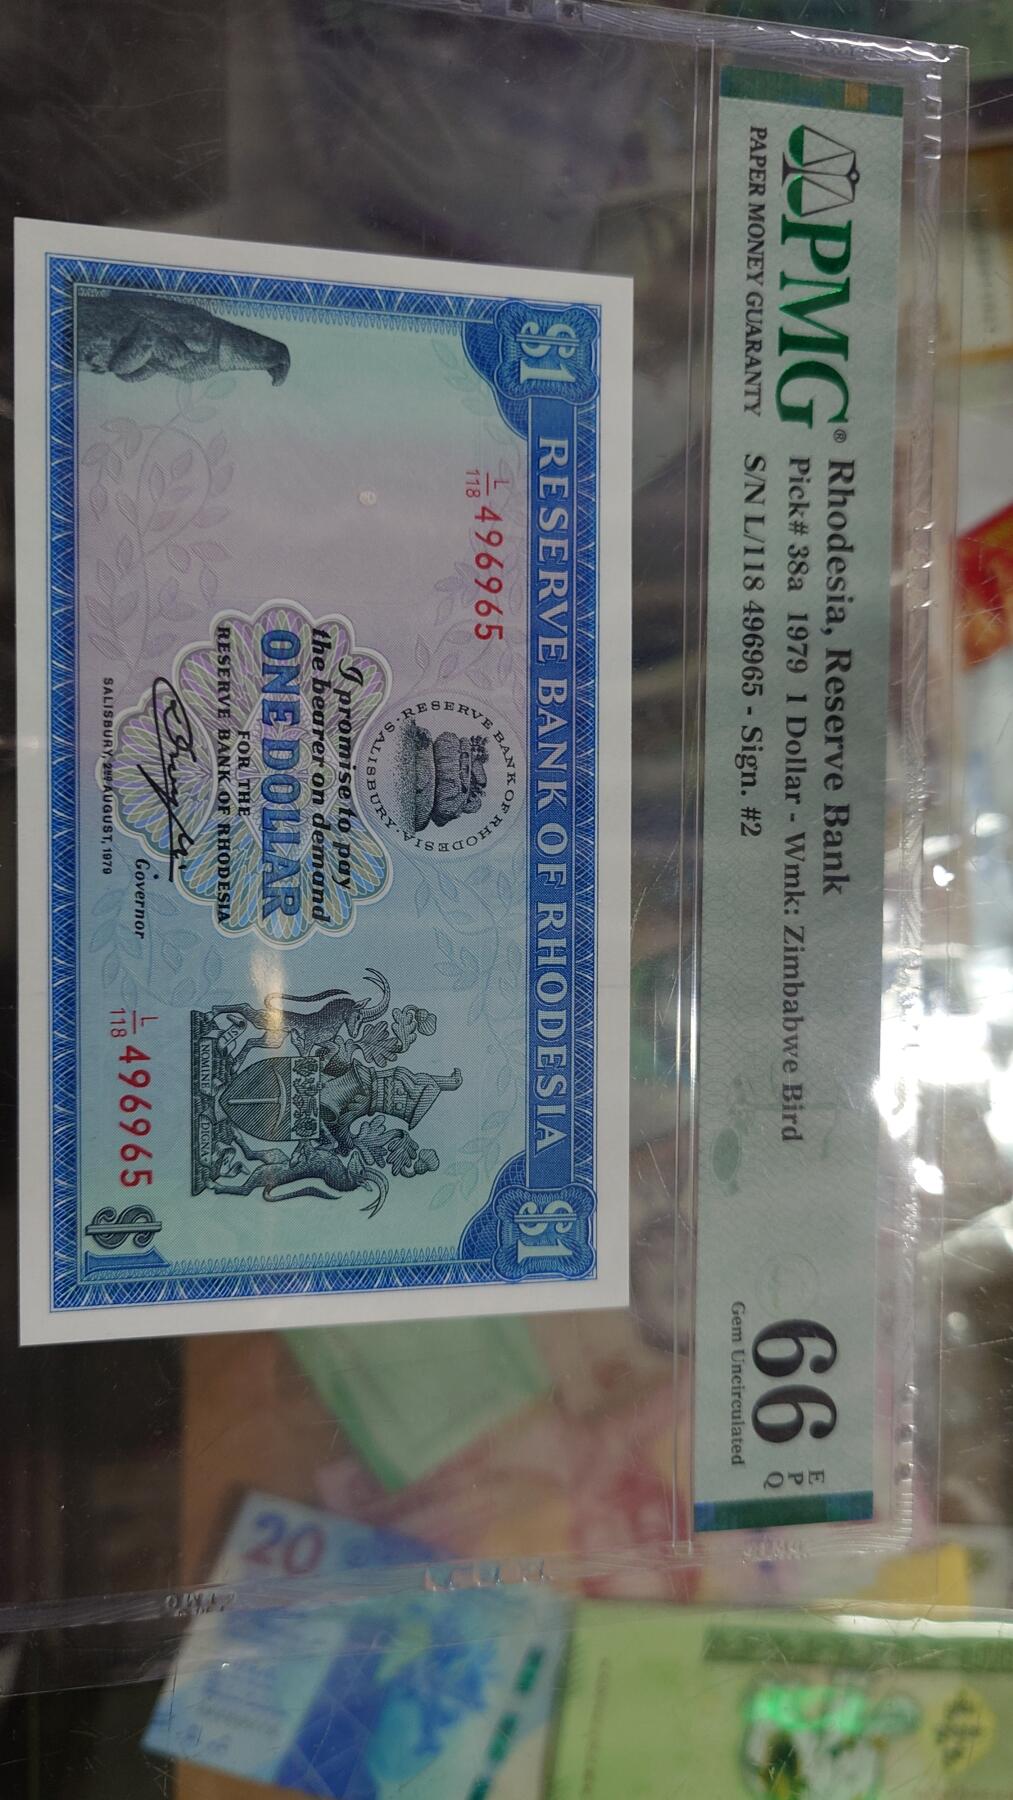 PMG®
PAPER MONEY GUARANTY
Rhodesia, Reserve Bank
Pick# 38a 1979 1 Dollar - Wmk: Zimbabwe Bird
S/N L/118 496965 - Sign. #2
66
E
P
Q
Gem Uncirculated
$1
RESERVE BANK OF RHODESIA
$1
L/118 496965
RESERVE BANK OF RHODESIA · SALISBURY ·
I promise to pay
the bearer on demand
ONE DOLLAR
FOR THE
RESERVE BANK OF RHODESIA
Governor
SALISBURY, 2ND AUGUST, 1979
L/118 496965
$1
20